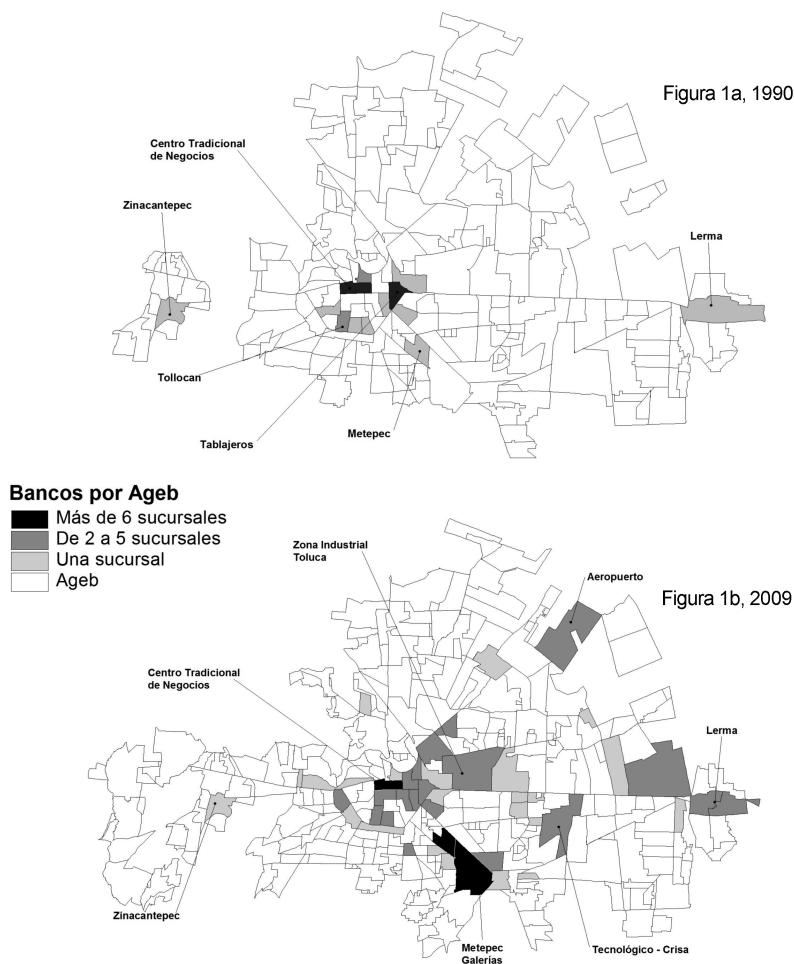 Figura 1a, 1990
Centro Tradicional
de Negocios
Zinacantepec
Lerma
Tollocan
Metepec
Tablajeros
Bancos por Ageb
Más de 6 sucursales
De 2 a 5 sucursales
Una sucursal
Ageb
Zona Industrial
Toluca
Aeropuerto
Figura 1b, 2009
Centro Tradicional
de Negocios
Lerma
Zinacantepec
Metepec
Galerías
Tecnológico - Crisa